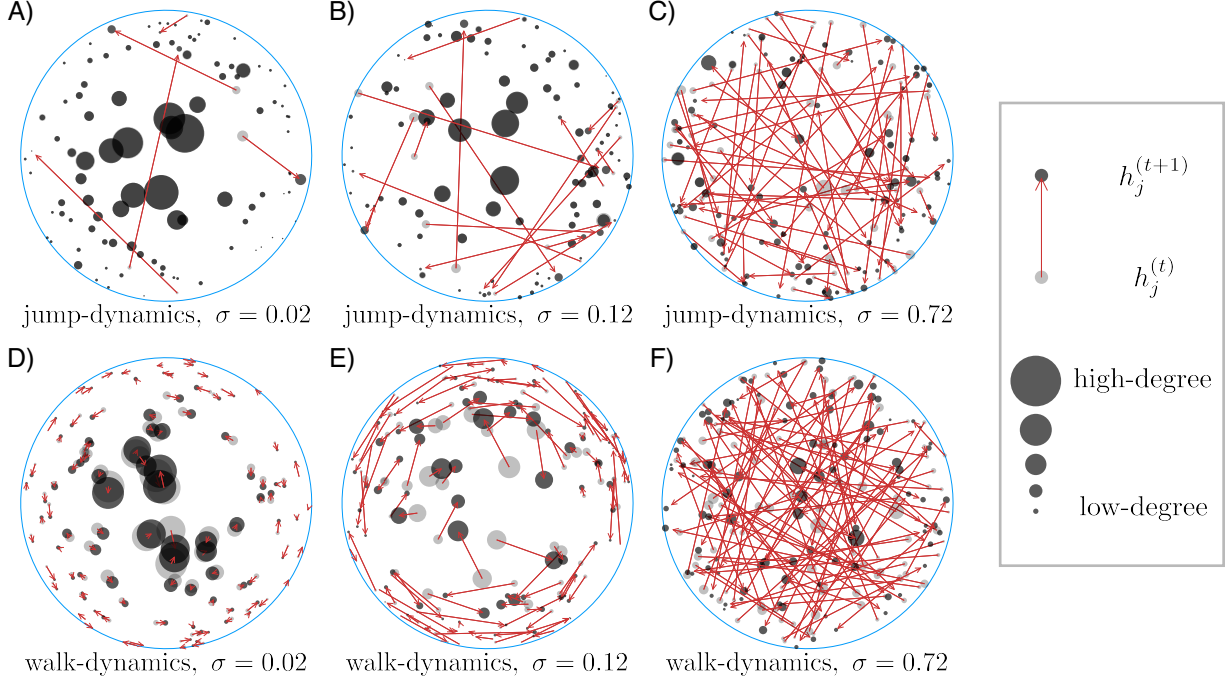 A)
B)
C)
jump-dynamics, σ = 0.02
jump-dynamics, σ = 0.12
jump-dynamics, σ = 0.72
D)
E)
F)
walk-dynamics, σ = 0.02
walk-dynamics, σ = 0.12
walk-dynamics, σ = 0.72
h_j^{(t+1)}
h_j^{(t)}
high-degree
low-degree